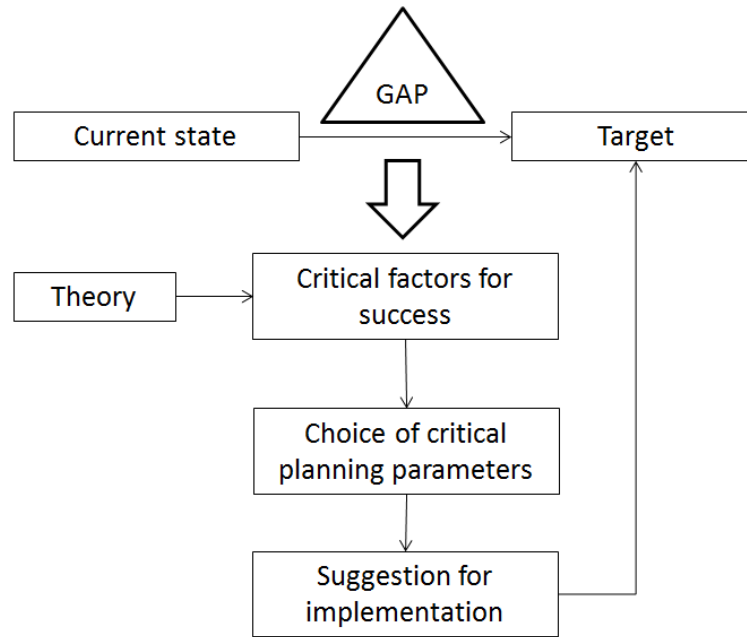 GAP
Current state
Target
Critical factors for
success
Theory
Choice of critical
planning parameters
Suggestion for
implementation